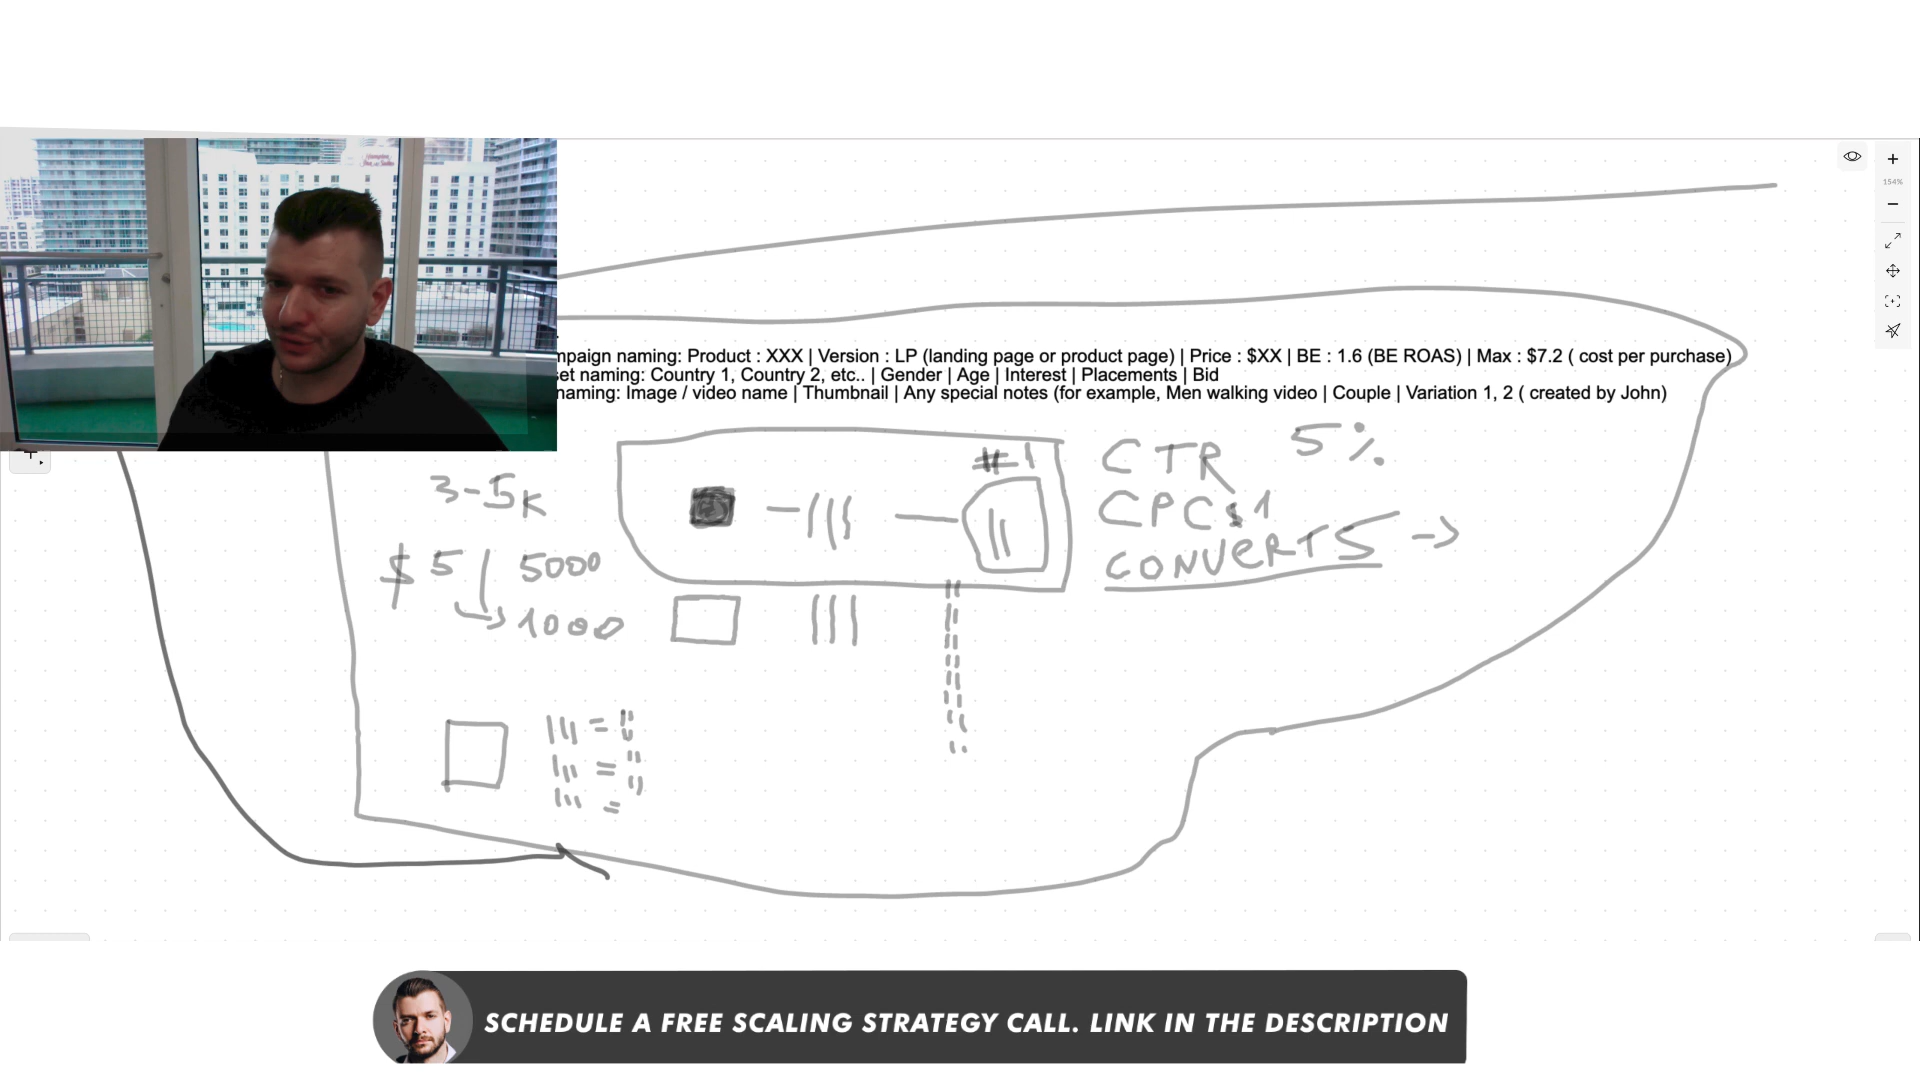 154%
mpaign naming: Product : XXX | Version : LP (landing page or product page) | Price : $XX | BE : 1.6 (BE ROAS) | Max : $7.2 ( cost per purchase)
set naming: Country 1, Country 2, etc.. | Gender | Age | Interest | Placements | Bid
naming: Image / video name | Thumbnail | Any special notes (for example, Men walking video | Couple | Variation 1, 2 ( created by John)
#1
CTR 5%
3-5K
CPC $1
CONVERTS →
$5 | 5000
→ 1000
SCHEDULE A FREE SCALING STRATEGY CALL. LINK IN THE DESCRIPTION